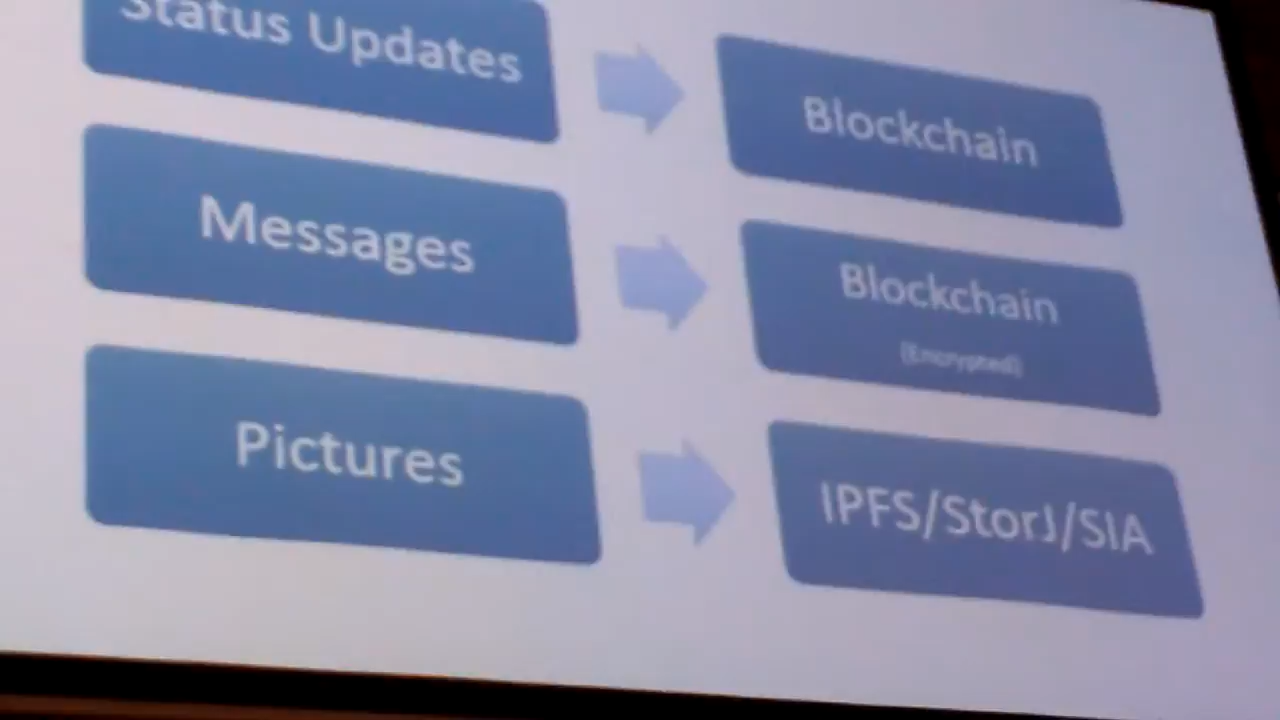 Status Updates
Blockchain
Messages
Blockchain
(Encrypted)
Pictures
IPFS/StorJ/SIA